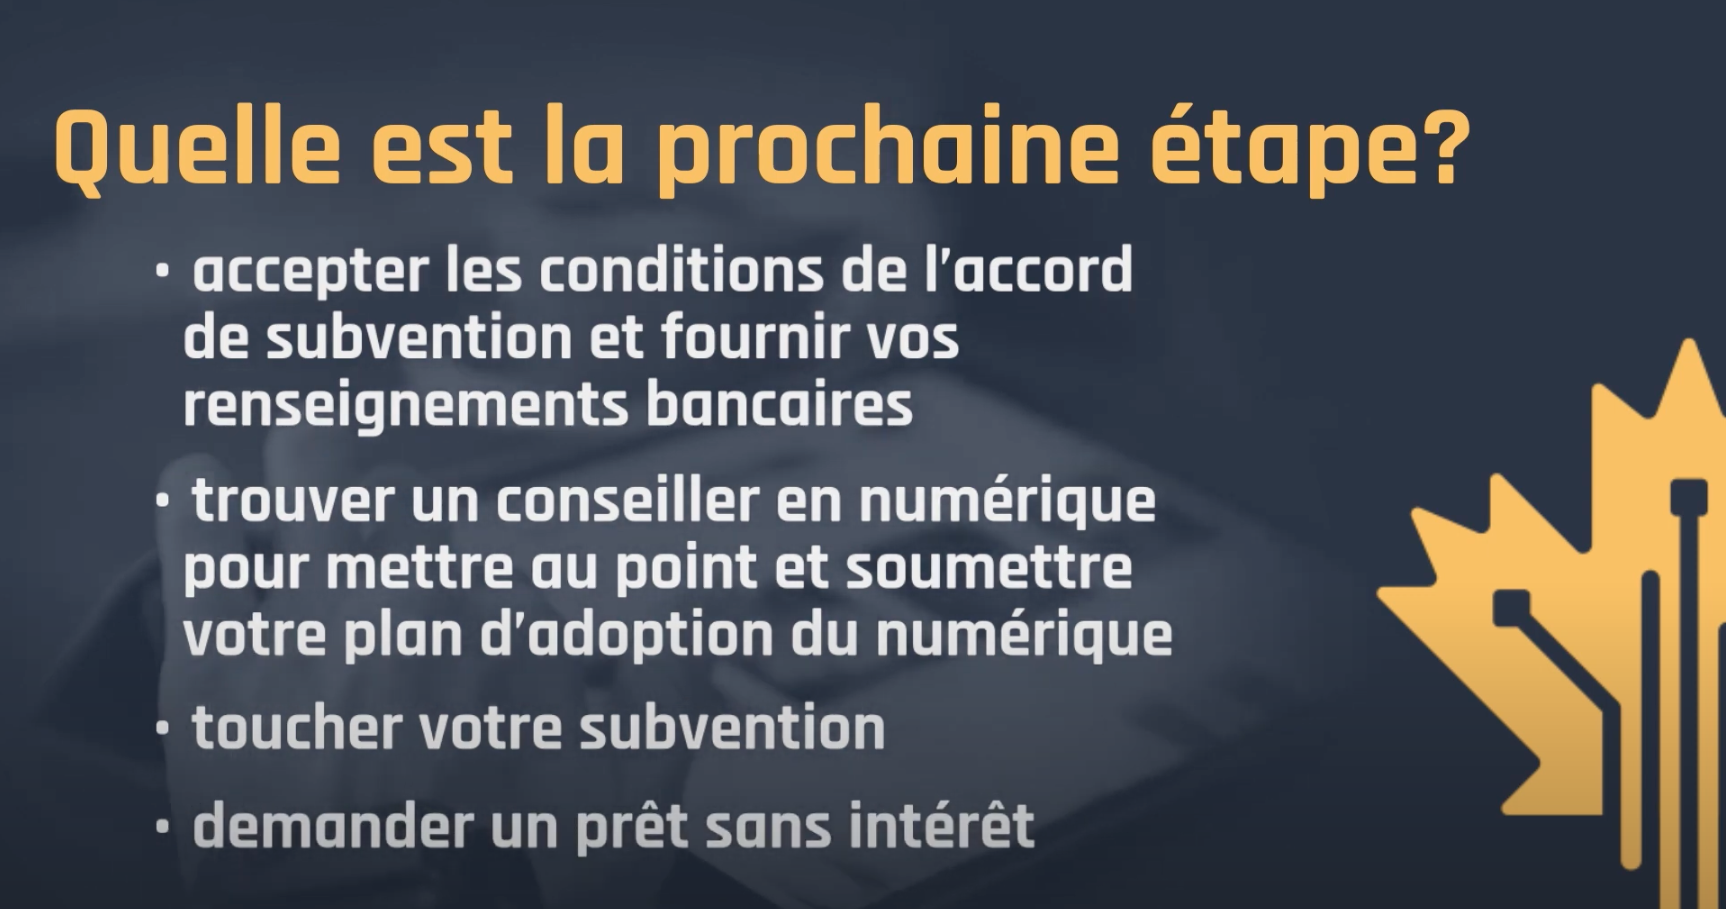 Quelle est la prochaine étape?
• accepter les conditions de l’accord
de subvention et fournir vos
renseignements bancaires
• trouver un conseiller en numérique
pour mettre au point et soumettre
votre plan d’adoption du numérique
• toucher votre subvention
• demander un prêt sans intérêt